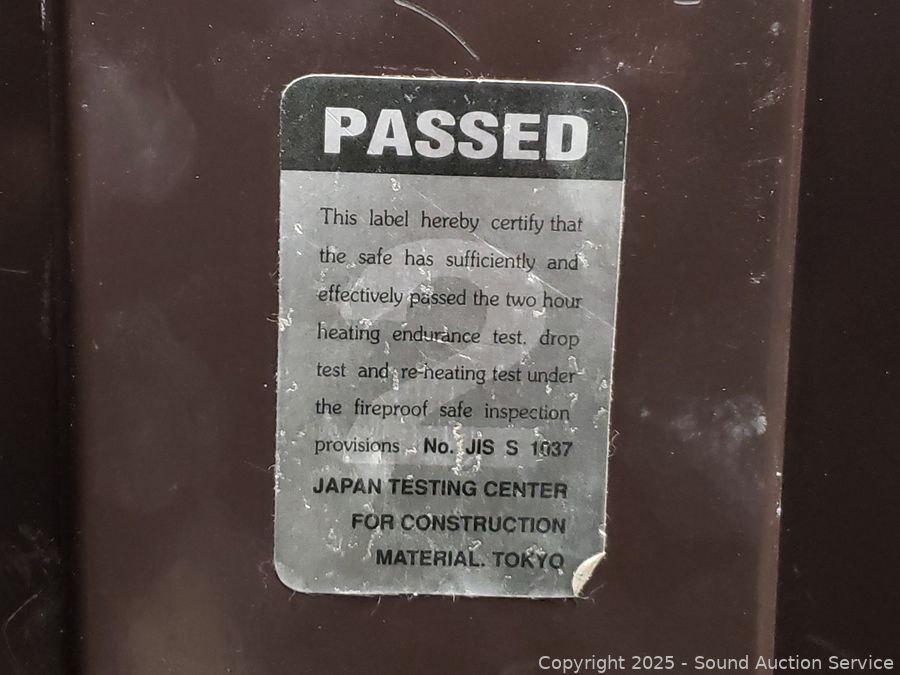 PASSED
This label hereby certify that
the safe has sufficiently and
effectively passed the two hour
heating endurance test. drop
test and re-heating test under
the fireproof safe inspection
provisions No. JIS S 1037
JAPAN TESTING CENTER
FOR CONSTRUCTION
MATERIAL. TOKYO
2
Copyright 2025 - Sound Auction Service